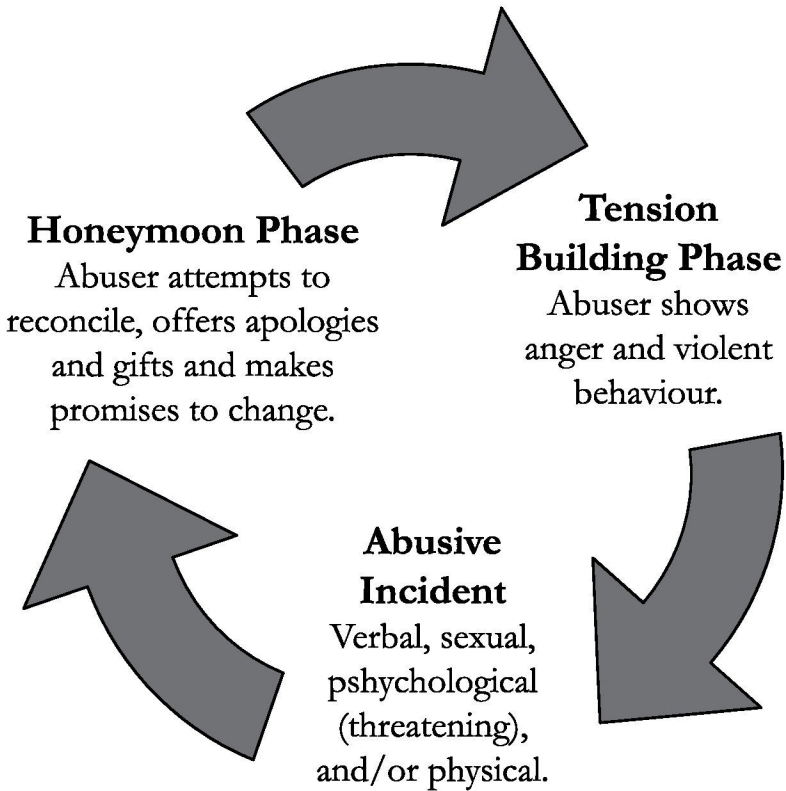 Honeymoon Phase
Abuser attempts to
reconcile, offers apologies
and gifts and makes
promises to change.
Tension
Building Phase
Abuser shows
anger and violent
behaviour.
Abusive
Incident
Verbal, sexual,
pshychological
(threatening),
and/or physical.